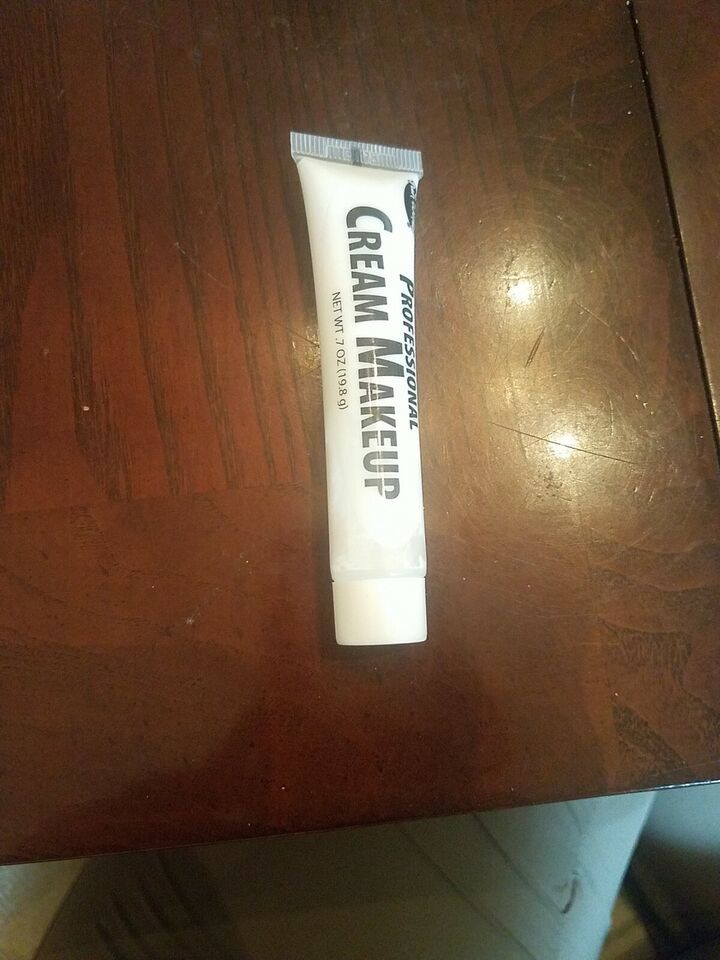 PROFESSIONAL
CREAM MAKEUP
NET WT .7 OZ (19.8 g)